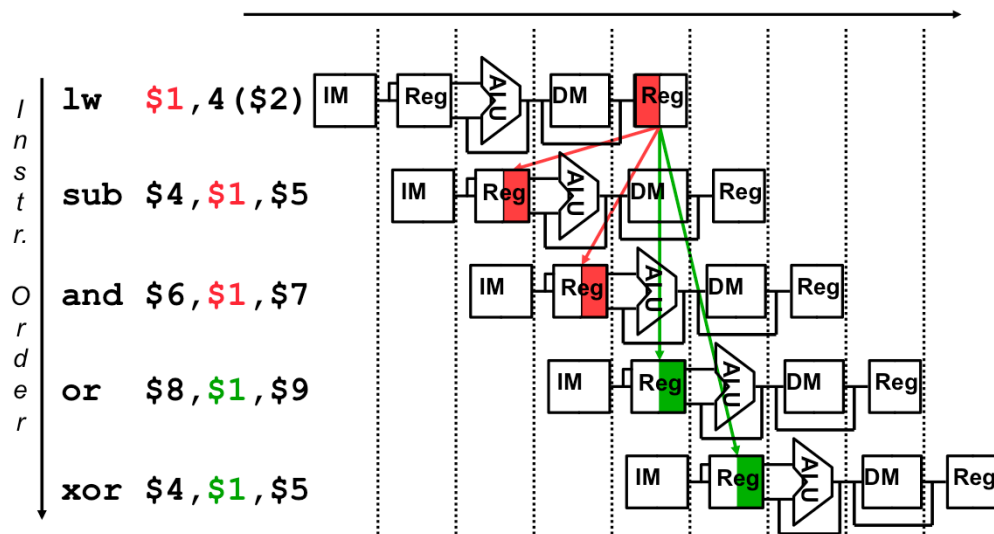 Instr. Order
lw $1,4($2) IM Reg ALU DM Reg
sub $4,$1,$5 IM Reg ALU DM Reg
and $6,$1,$7 IM Reg ALU DM Reg
or $8,$1,$9 IM Reg ALU DM Reg
xor $4,$1,$5 IM Reg ALU DM Reg